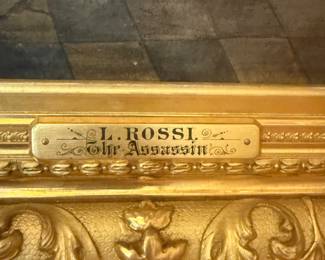 L. ROSSI.
The Assassin